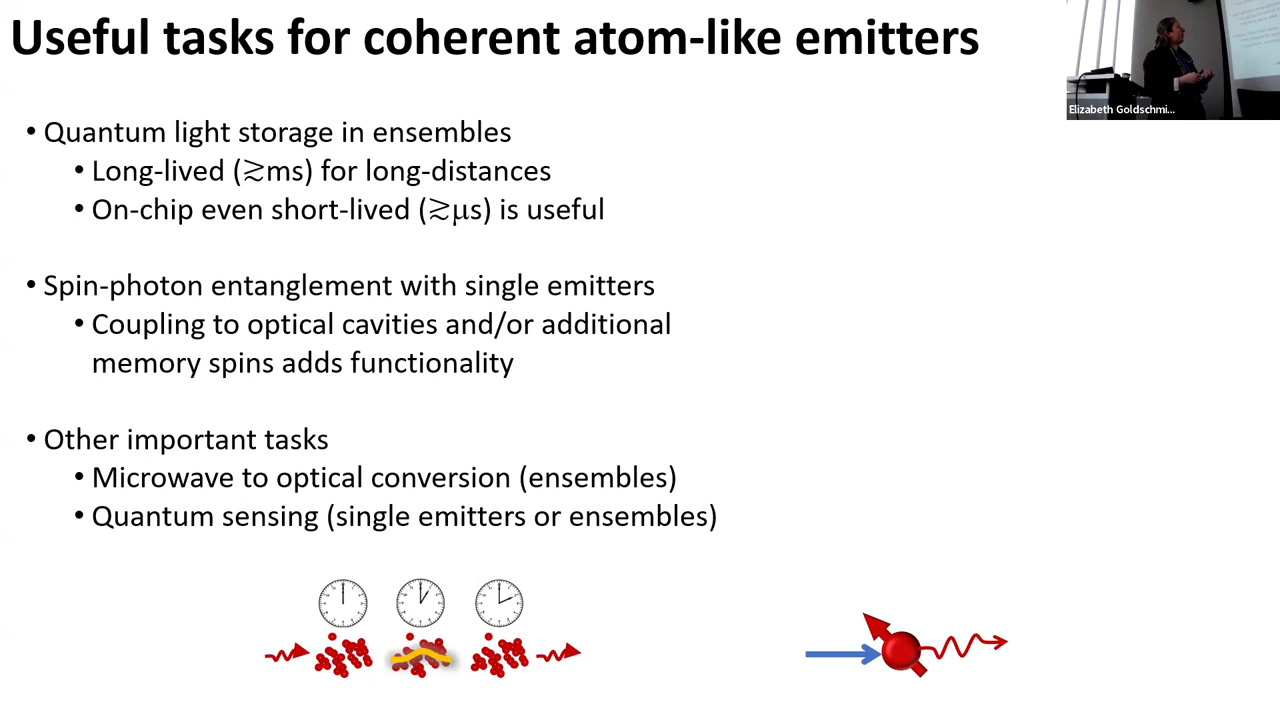 Useful tasks for coherent atom-like emitters
Elizabeth Goldschmi...
• Quantum light storage in ensembles
• Long-lived (≳ms) for long-distances
• On-chip even short-lived (≳μs) is useful
• Spin-photon entanglement with single emitters
• Coupling to optical cavities and/or additional
memory spins adds functionality
• Other important tasks
• Microwave to optical conversion (ensembles)
• Quantum sensing (single emitters or ensembles)